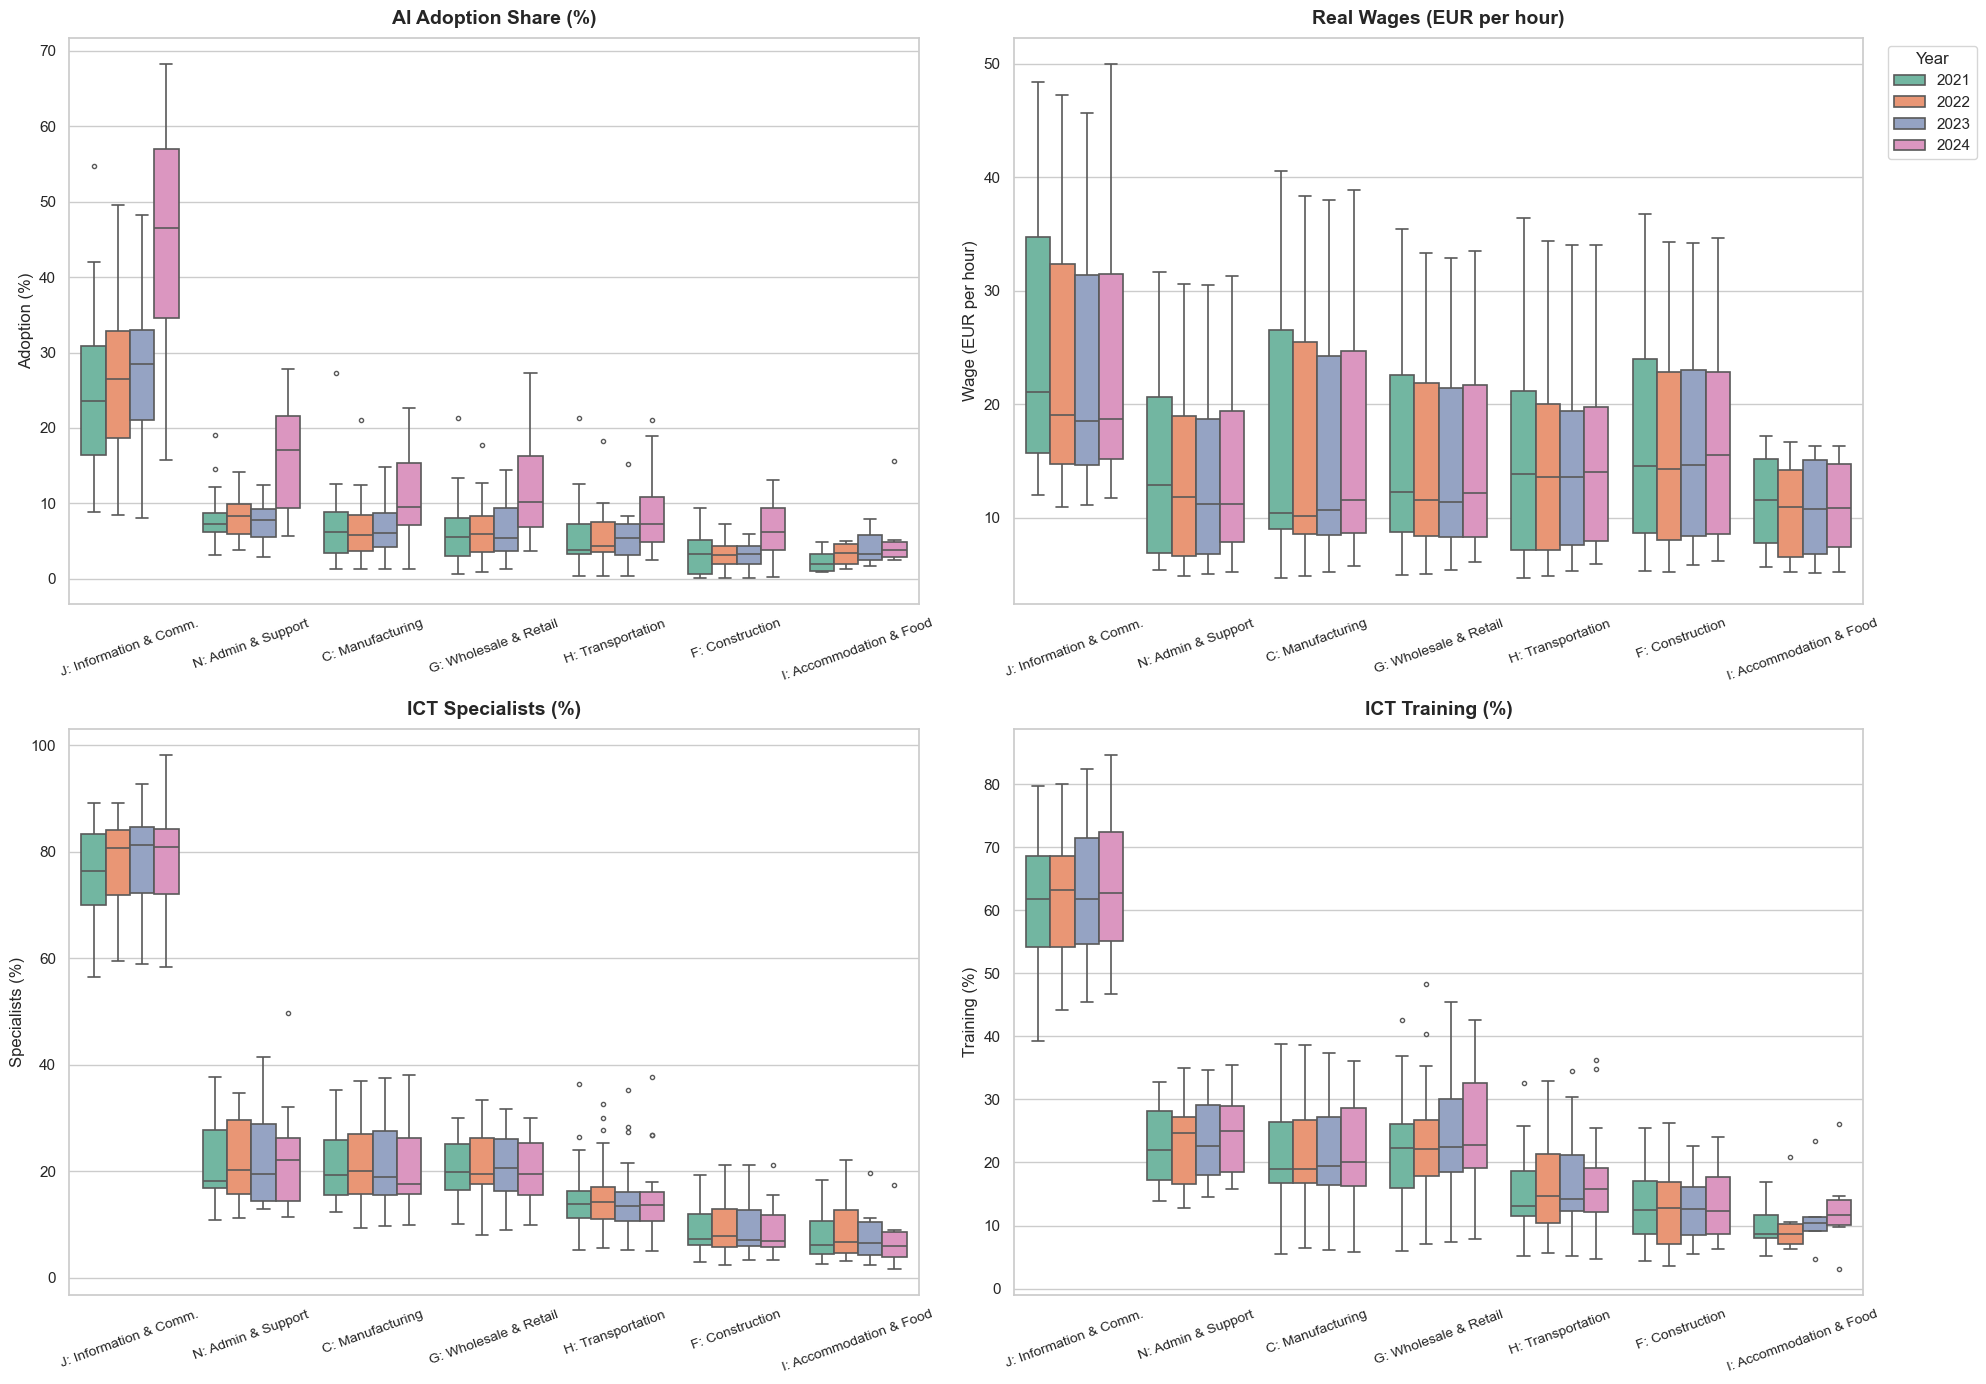 AI Adoption Share (%)
Adoption (%)
70
60
50
40
30
20
10
0
J: Information & Comm.
N: Admin & Support
C: Manufacturing
G: Wholesale & Retail
H: Transportation
F: Construction
I: Accommodation & Food
Real Wages (EUR per hour)
Wage (EUR per hour)
50
40
30
20
10
J: Information & Comm.
N: Admin & Support
C: Manufacturing
G: Wholesale & Retail
H: Transportation
F: Construction
I: Accommodation & Food
Year
2021
2022
2023
2024
ICT Specialists (%)
Specialists (%)
100
80
60
40
20
0
J: Information & Comm.
N: Admin & Support
C: Manufacturing
G: Wholesale & Retail
H: Transportation
F: Construction
I: Accommodation & Food
ICT Training (%)
Training (%)
80
70
60
50
40
30
20
10
0
J: Information & Comm.
N: Admin & Support
C: Manufacturing
G: Wholesale & Retail
H: Transportation
F: Construction
I: Accommodation & Food